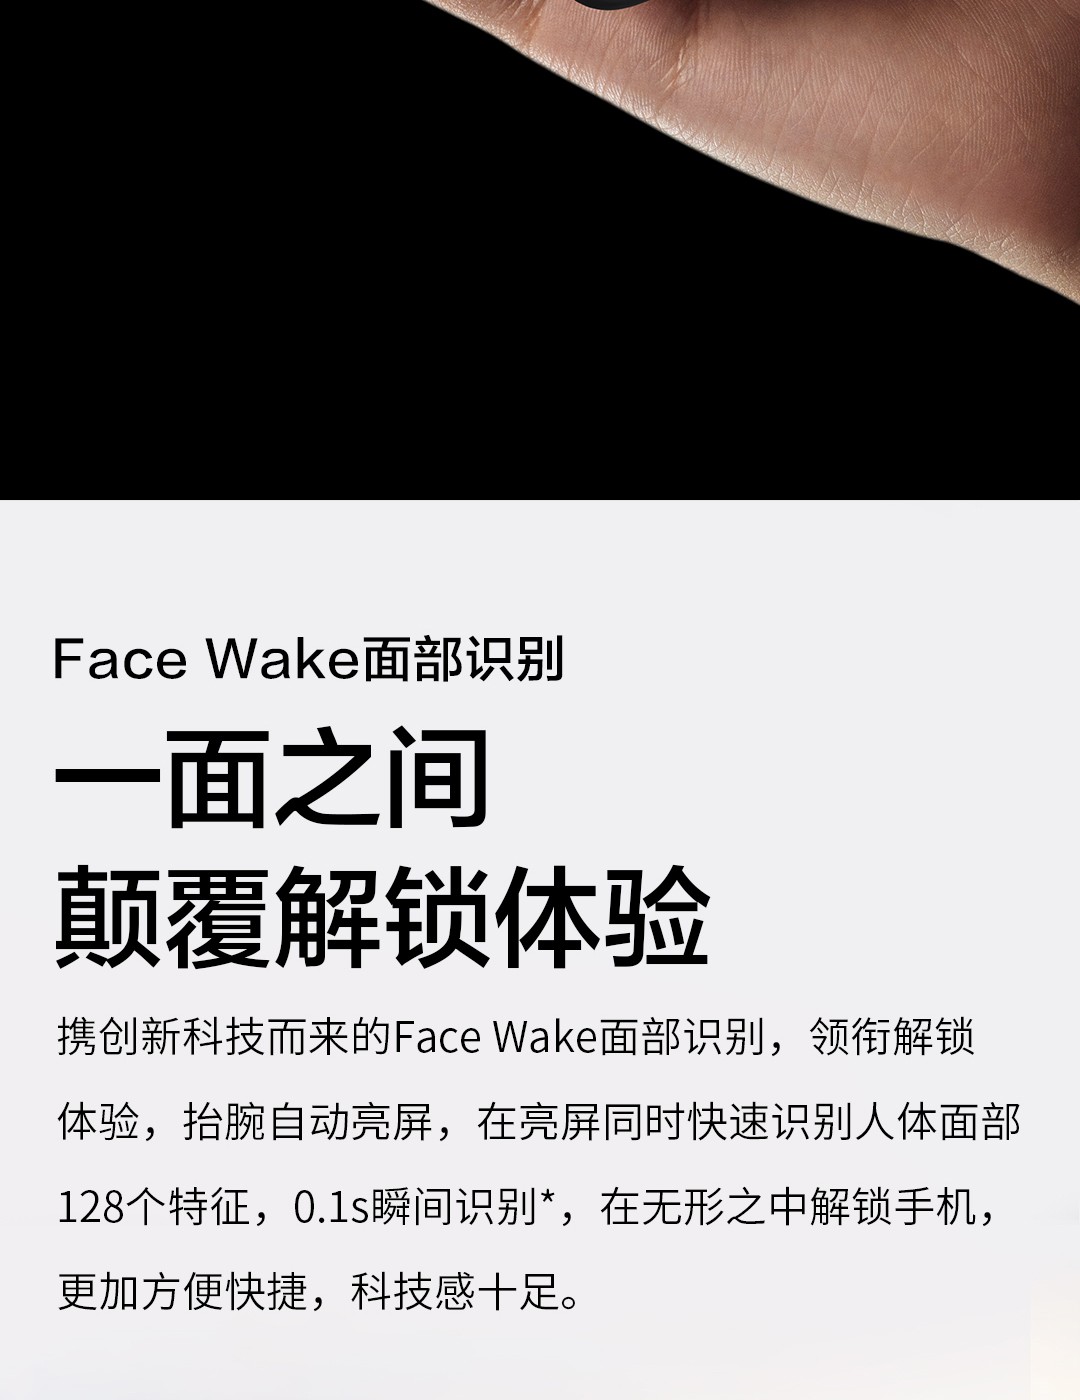 Face Wake面部识别
一面之间
颠覆解锁体验
携创新科技而来的Face Wake面部识别，领衔解锁
体验，抬腕自动亮屏，在亮屏同时快速识别人体面部
128个特征，0.1s瞬间识别*，在无形之中解锁手机，
更加方便快捷，科技感十足。